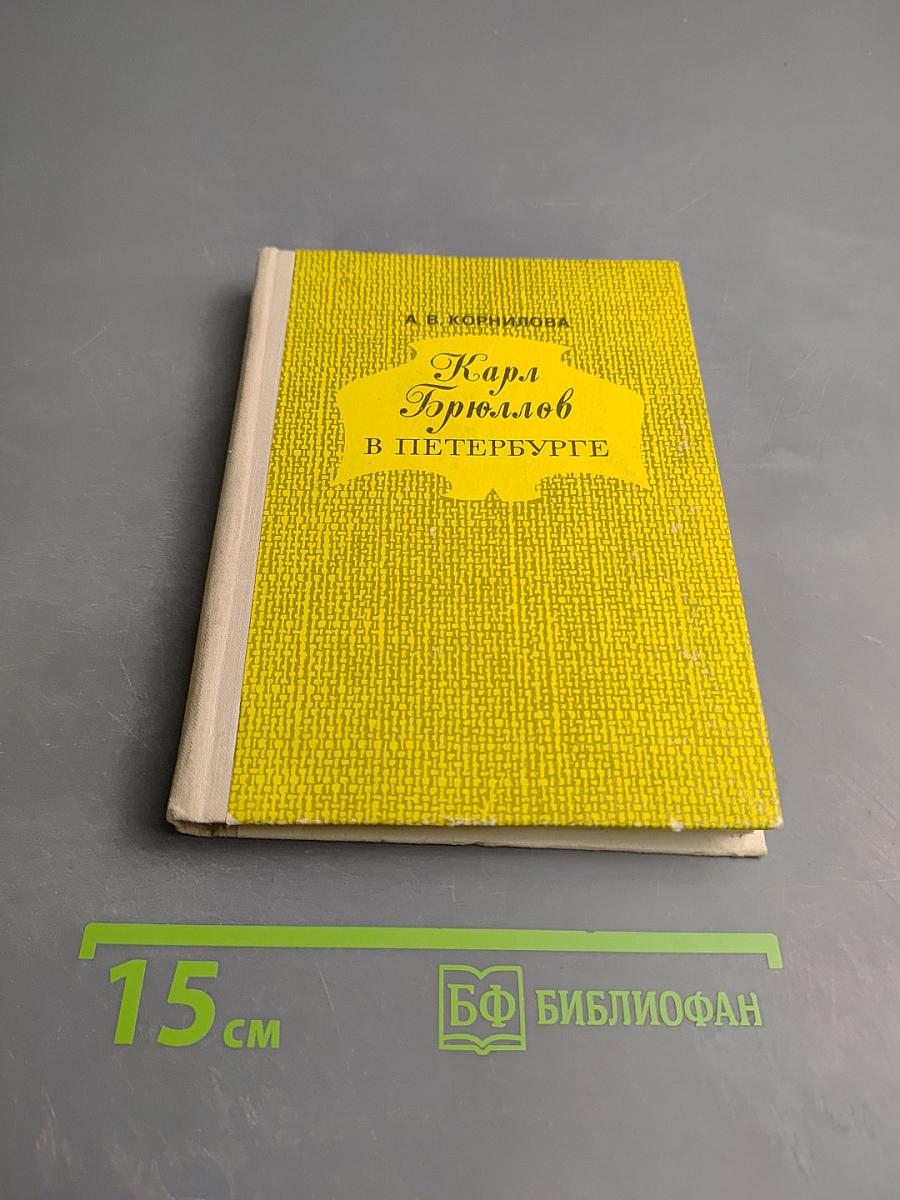 А. В. КОРНИЛОВА
Карл
Брюллов
В ПЕТЕРБУРГЕ
15 см
БФ БИБЛИОФАН